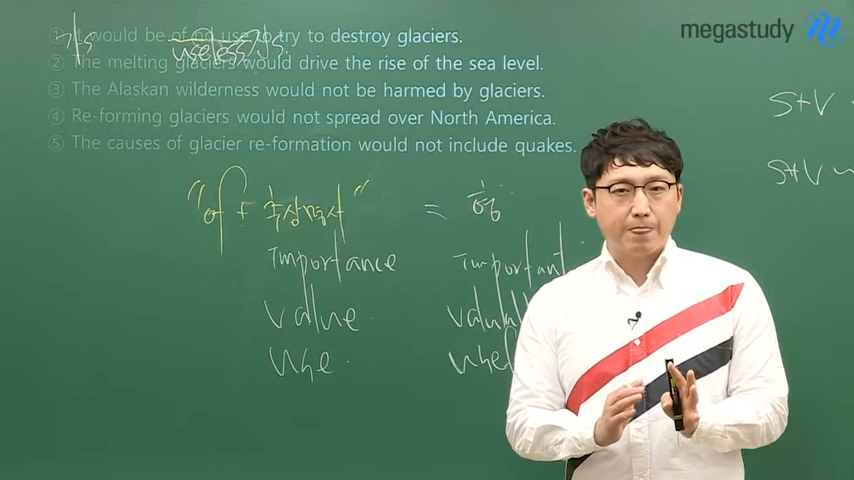 megastudy
① It would be of no use to try to destroy glaciers.
useless
② The melting glaciers would drive the rise of the sea level.
③ The Alaskan wilderness would not be harmed by glaciers.
④ Re-forming glaciers would not spread over North America.
⑤ The causes of glacier re-formation would not include quakes.
S+V
S+V
"of + 추상명사" = 형
importance important
value
use